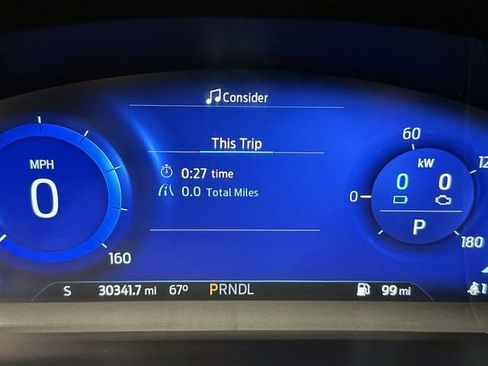 Consider
This Trip
0:27 time
0.0 Total Miles
MPH
0
160
60
12
kW
0 0
0
P
180
S 30341.7 mi 67° PRNDL 99 mi